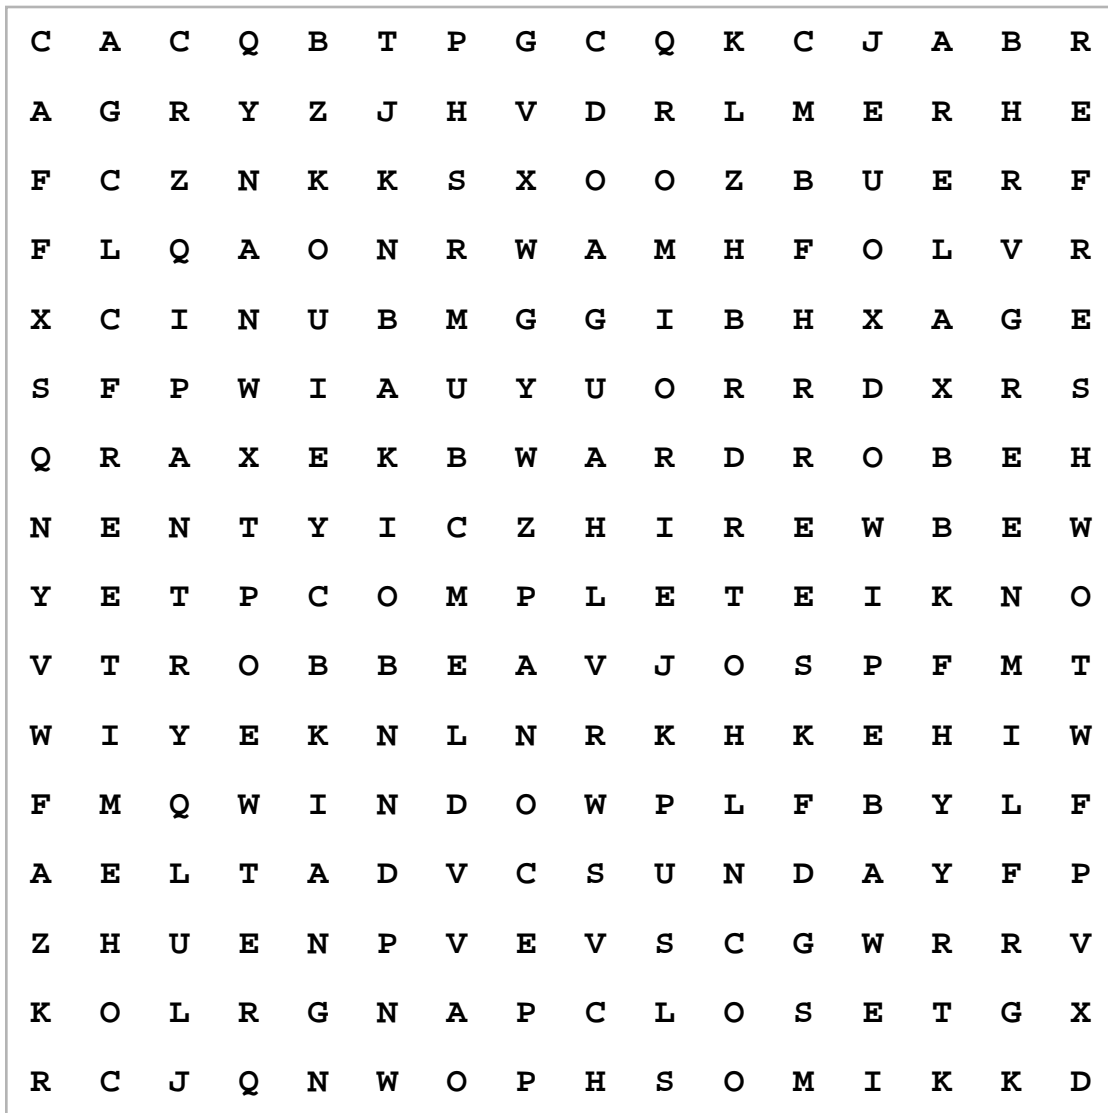 C A C Q B T P G C Q K C J A B R
A G R Y Z J H V D R L M E R H E
F C Z N K K S X O O Z B U E R F
F L Q A O N R W A M H F O L V R
X C I N U B M G G I B H X A G E
S F P W I A U Y U O R R D X R S
Q R A X E K B W A R D R O B E H
N E N T Y I C Z H I R E W B E W
Y E T P C O M P L E T E I K N O
V T R O B B E A V J O S P F M T
W I Y E K N L N R K H K E H I W
F M Q W I N D O W P L F B Y L F
A E L T A D V C S U N D A Y F P
Z H U E N P V E V S C G W R R V
K O L R G N A P C L O S E T G X
R C J Q N W O P H S O M I K K D